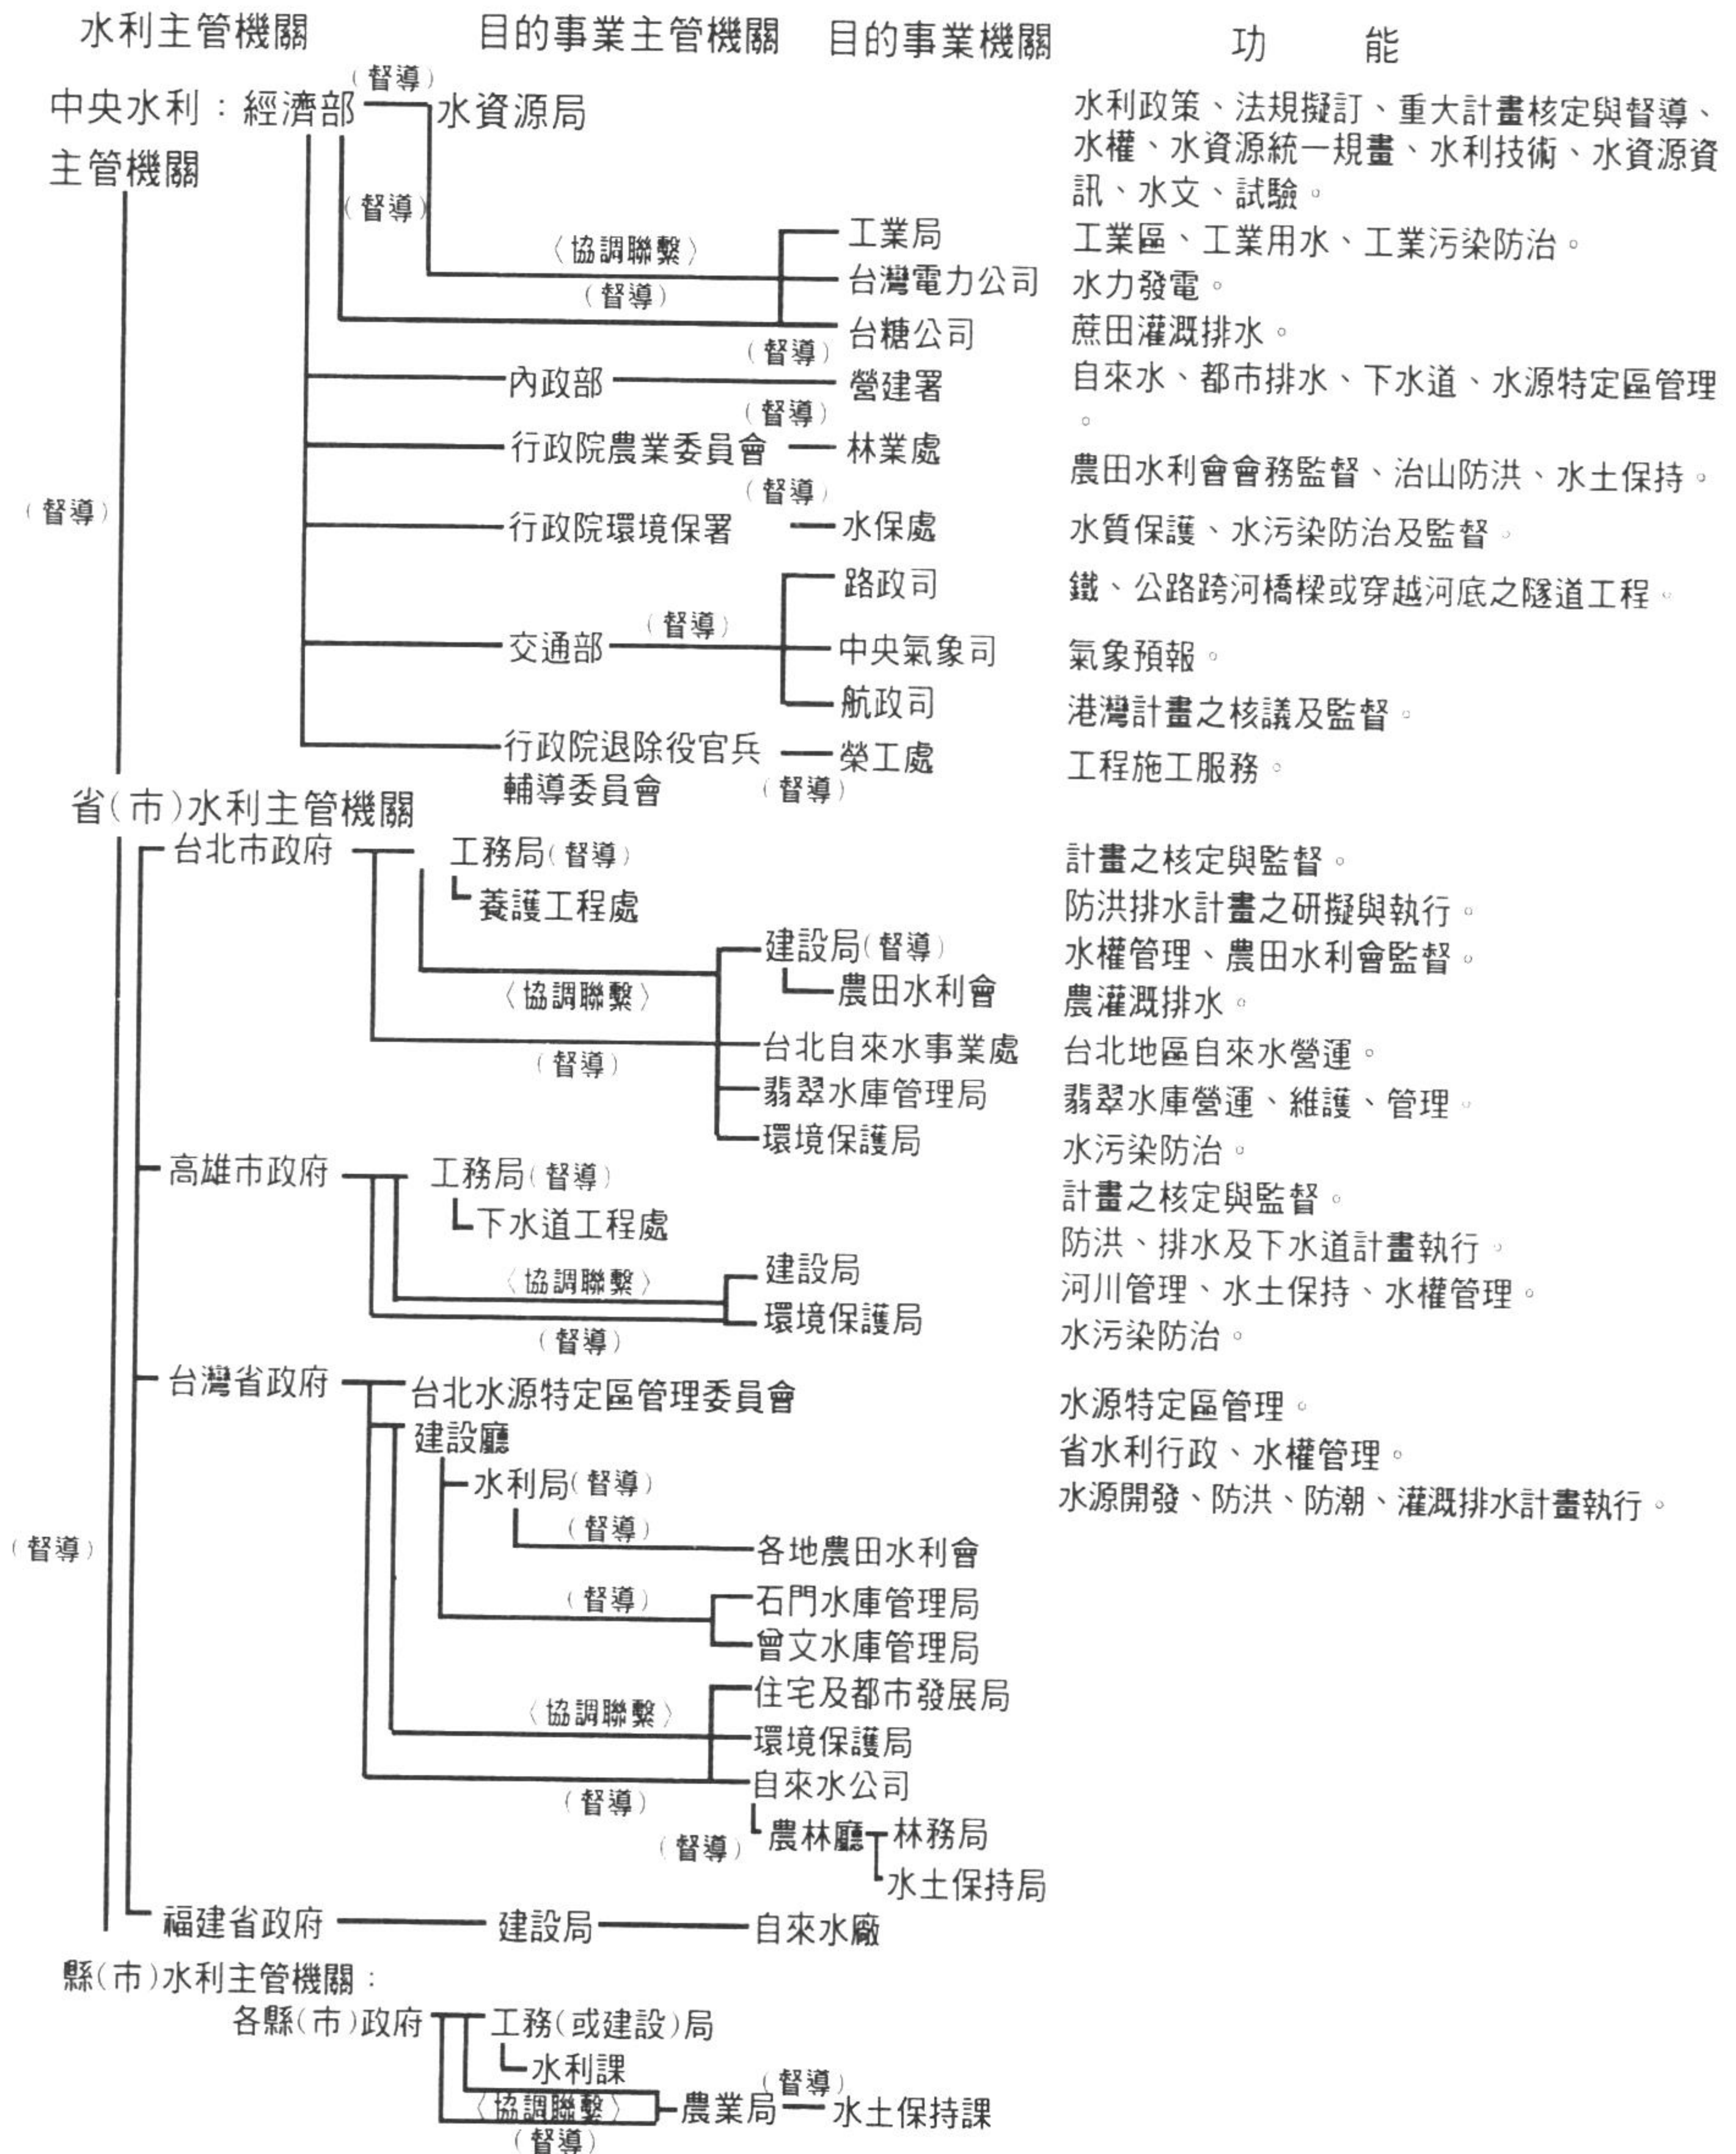 水利主管機關 目的事業主管機關 目的事業機關 功 能
(督導)
中央水利：經濟部 水資源局 水利政策、法規擬訂、重大計畫核定與督導、
主管機關 水權、水資源統一規畫、水利技術、水資源資
訊、水文、試驗。
(督導)
工業局 工業區、工業用水、工業污染防治。
〈協調聯繫〉
台灣電力公司 水力發電。
(督導)
台糖公司 蔗田灌溉排水。
(督導)
內政部 營建署 自來水、都市排水、下水道、水源特定區管理
。
(督導)
行政院農業委員會 林業處 農田水利會會務監督、治山防洪、水土保持。
(督導)
(督導)
行政院環境保署 水保處 水質保護、水污染防治及監督。
路政司 鐵、公路跨河橋樑或穿越河底之隧道工程。
(督導)
交通部 中央氣象司 氣象預報。
航政司 港灣計畫之核議及監督。
行政院退除役官兵 榮工處 工程施工服務。
輔導委員會 (督導)
省(市)水利主管機關
台北市政府 工務局(督導) 計畫之核定與監督。
養護工程處 防洪排水計畫之研擬與執行。
建設局(督導) 水權管理、農田水利會監督。
〈協調聯繫〉 農田水利會 農灌溉排水。
台北自來水事業處 台北地區自來水營運。
(督導)
翡翠水庫管理局 翡翠水庫營運、維護、管理。
環境保護局 水污染防治。
高雄市政府 工務局(督導) 計畫之核定與監督。
下水道工程處 防洪、排水及下水道計畫執行。
〈協調聯繫〉 建設局 河川管理、水土保持、水權管理。
環境保護局 水污染防治。
(督導)
台灣省政府 台北水源特定區管理委員會 水源特定區管理。
建設廳 省水利行政、水權管理。
水利局(督導) 水源開發、防洪、防潮、灌溉排水計畫執行。
(督導)
(督導) 各地農田水利會
(督導) 石門水庫管理局
曾文水庫管理局
住宅及都市發展局
〈協調聯繫〉
環境保護局
自來水公司
(督導)
(督導) 農林廳 林務局
水土保持局
福建省政府 建設局 自來水廠
縣(市)水利主管機關：
各縣(市)政府 工務(或建設)局
水利課
(督導)
〈協調聯繫〉 農業局 水土保持課
(督導)